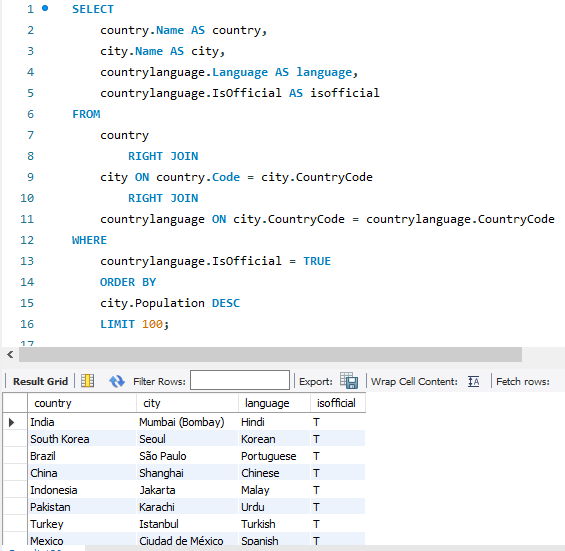 1 SELECT
2 country.Name AS country,
3 city.Name AS city,
4 countrylanguage.Language AS language,
5 countrylanguage.IsOfficial AS isofficial
6 FROM
7 country
8 RIGHT JOIN
9 city ON country.Code = city.CountryCode
10 RIGHT JOIN
11 countrylanguage ON city.CountryCode = countrylanguage.CountryCode
12 WHERE
13 countrylanguage.IsOfficial = TRUE
14 ORDER BY
15 city.Population DESC
16 LIMIT 100;
17
Result Grid Filter Rows: Export: Wrap Cell Content: Fetch rows:
country city language isofficial
India Mumbai (Bombay) Hindi T
South Korea Seoul Korean T
Brazil São Paulo Portuguese T
China Shanghai Chinese T
Indonesia Jakarta Malay T
Pakistan Karachi Urdu T
Turkey Istanbul Turkish T
Mexico Ciudad de México Spanish T